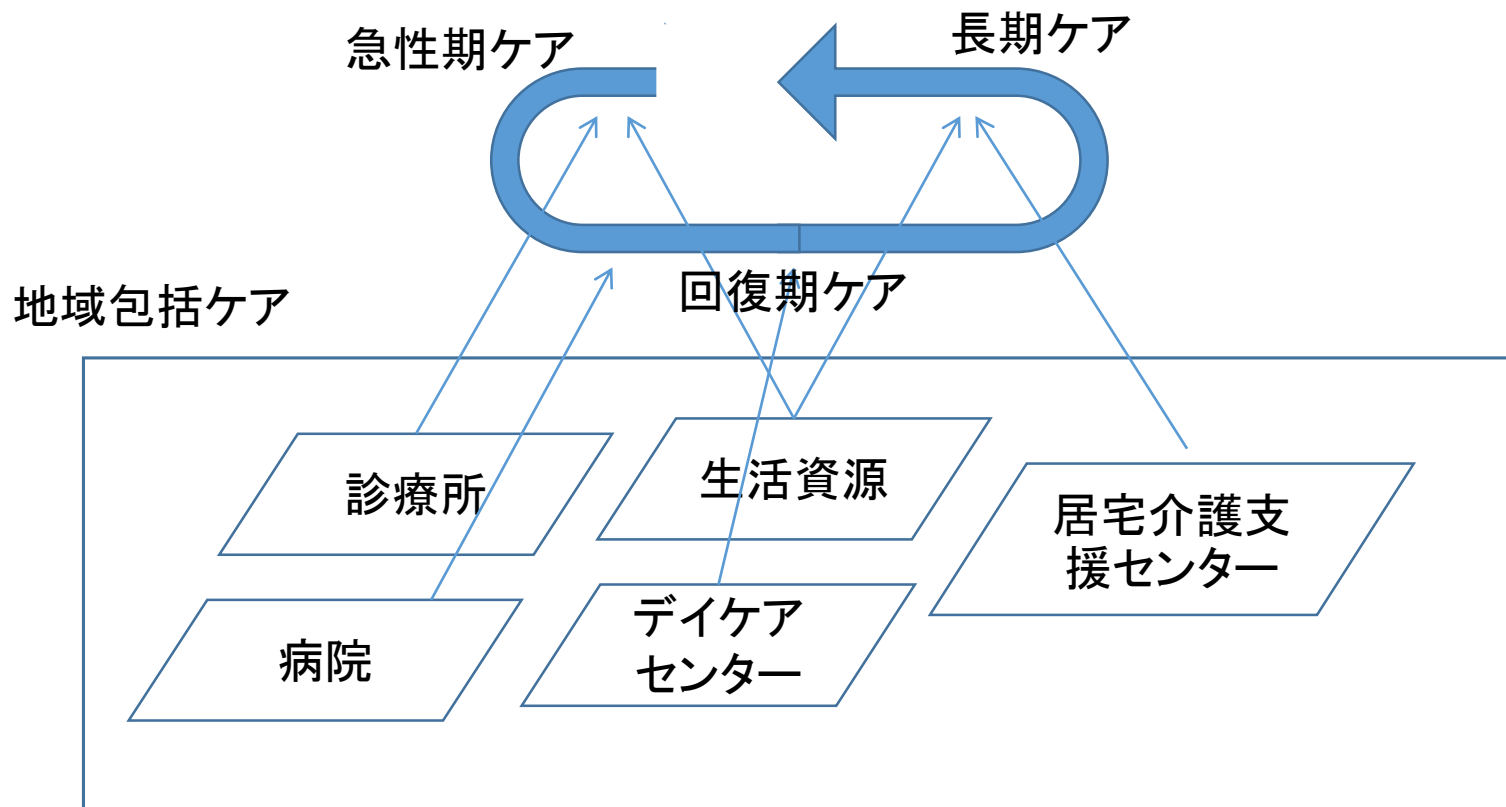 急性期ケア
長期ケア
回復期ケア
地域包括ケア
診療所
生活資源
居宅介護支
援センター
病院
デイケア
センター